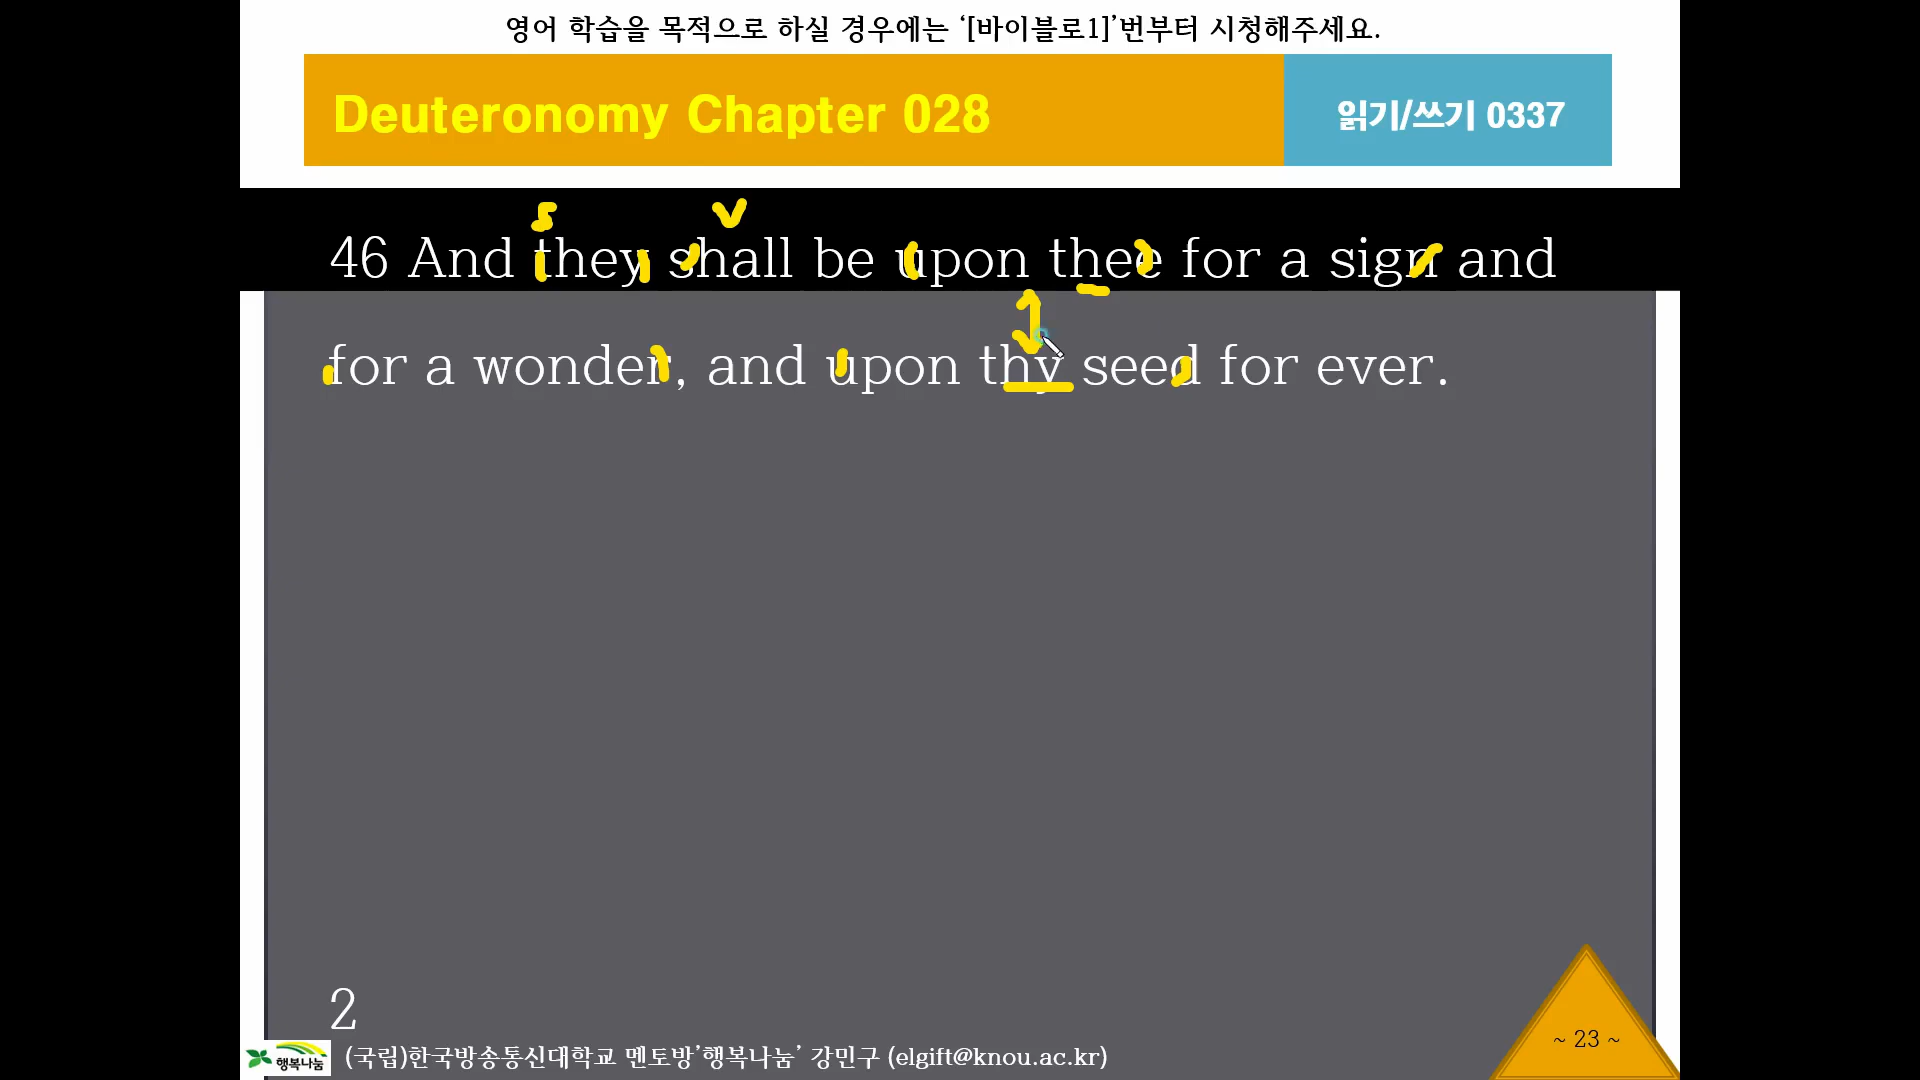 영어 학습을 목적으로 하실 경우에는 ‘[바이블로1]’번부터 시청해주세요.
Deuteronomy Chapter 028
읽기/쓰기 0337
s v
46 And they shall be upon thee for a sign and
for a wonder, and upon thy seed for ever.
2
~ 23 ~
행복나눔
(국립)한국방송통신대학교 멘토방’행복나눔’ 강민구 (elgift@knou.ac.kr)